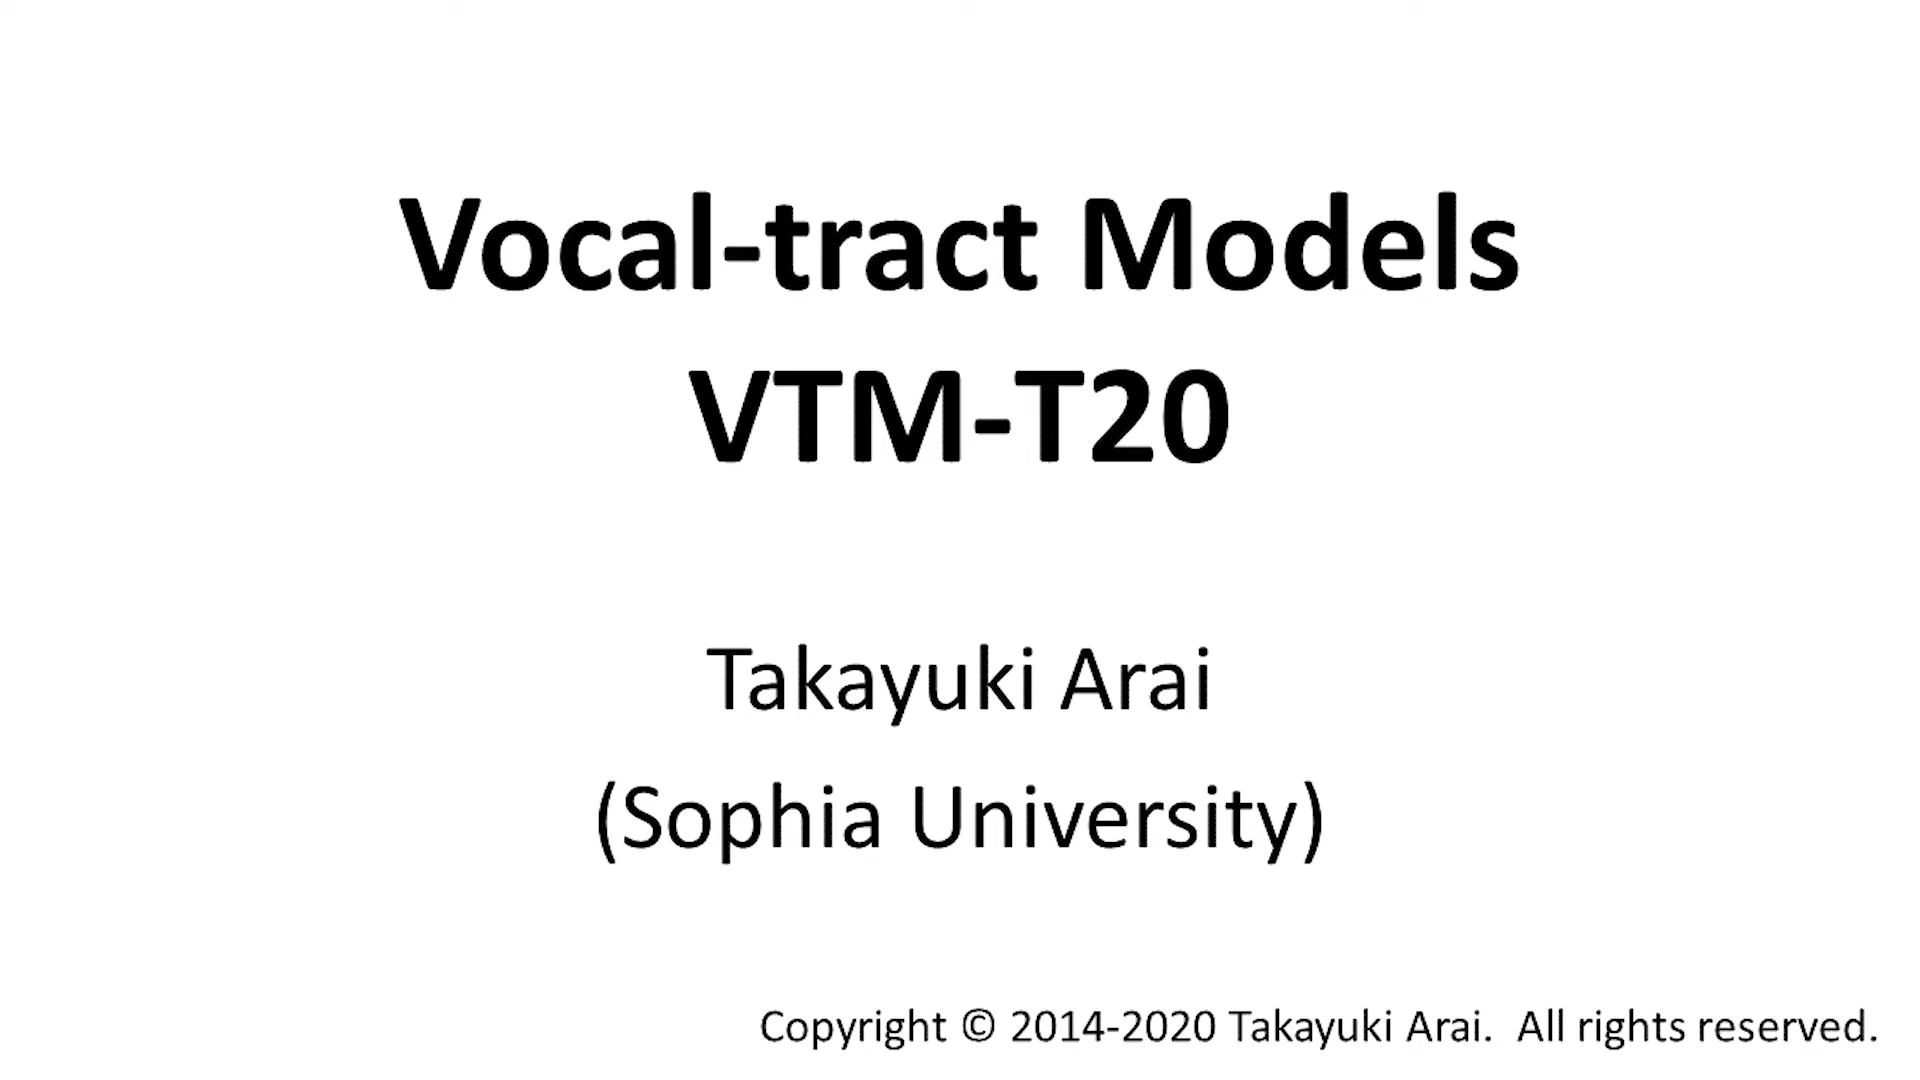 Vocal-tract Models
VTM-T20
Takayuki Arai
(Sophia University)
Copyright © 2014-2020 Takayuki Arai.  All rights reserved.